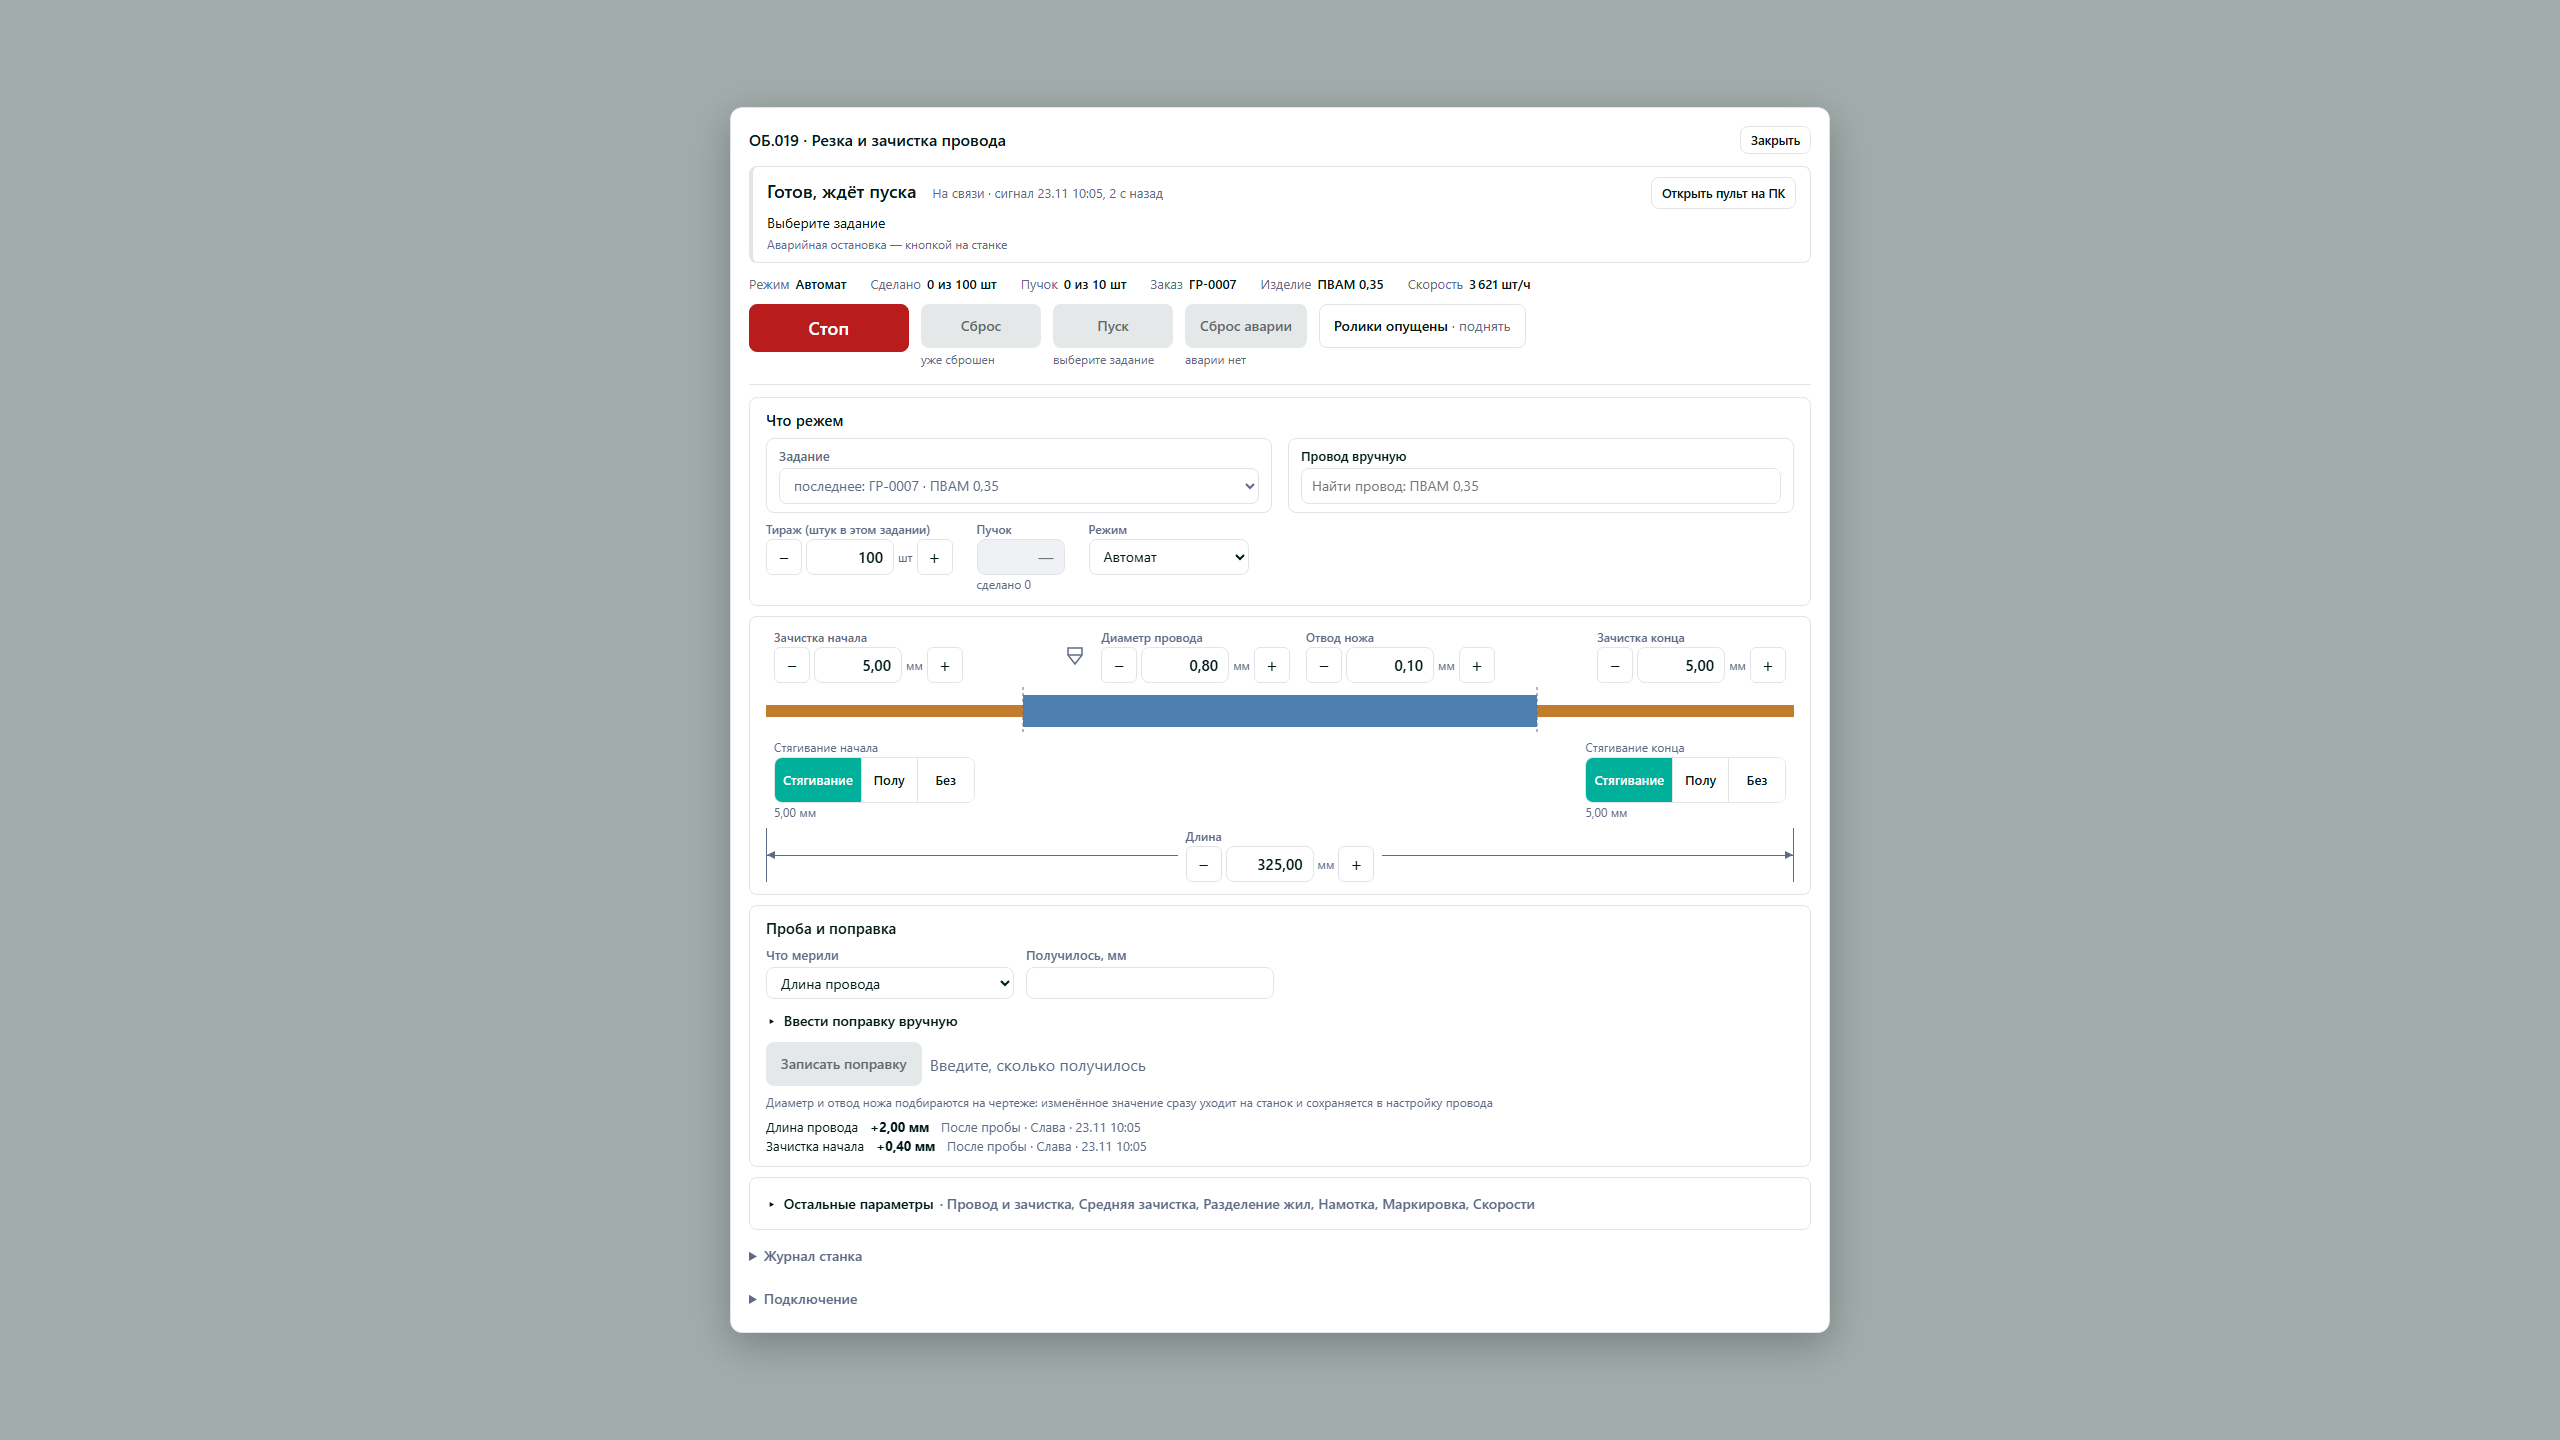 ОБ.019 · Резка и зачистка провода
Закрыть
Готов, ждёт пуска На связи · сигнал 23.11 10:05, 2 с назад
Открыть пульт на ПК
Выберите задание
Аварийная остановка — кнопкой на станке
Режим Автомат Сделано 0 из 100 шт Пучок 0 из 10 шт Заказ ГР-0007 Изделие ПВАМ 0,35 Скорость 3 621 шт/ч
Стоп Сброс Пуск Сброс аварии Ролики опущены · поднять
уже сброшен выберите задание аварии нет
Что режем
Задание Провод вручную
последнее: ГР-0007 · ПВАМ 0,35 Найти провод: ПВАМ 0,35
Тираж (штук в этом задании) Пучок Режим
− 100 шт + — Автомат
сделано 0
Зачистка начала Диаметр провода Отвод ножа Зачистка конца
− 5,00 мм + − 0,80 мм + − 0,10 мм + − 5,00 мм +
Стягивание начала Стягивание конца
Стягивание Полу Без Стягивание Полу Без
5,00 мм 5,00 мм
Длина
− 325,00 мм +
Проба и поправка
Что мерили Получилось, мм
Длина провода
Ввести поправку вручную
Записать поправку Введите, сколько получилось
Диаметр и отвод ножа подбираются на чертеже: изменённое значение сразу уходит на станок и сохраняется в настройку провода
Длина провода +2,00 мм После пробы · Слава · 23.11 10:05
Зачистка начала +0,40 мм После пробы · Слава · 23.11 10:05
Остальные параметры · Провод и зачистка, Средняя зачистка, Разделение жил, Намотка, Маркировка, Скорости
Журнал станка
Подключение